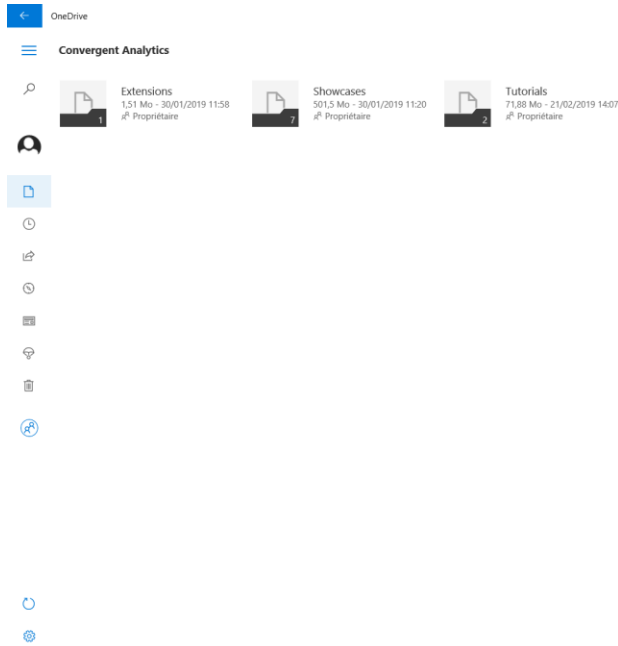 OneDrive
Convergent Analytics
Extensions
1,51 Mo - 30/01/2019 11:58
Propriétaire
1
Showcases
501,5 Mo - 30/01/2019 11:20
Propriétaire
7
Tutorials
71,88 Mo - 21/02/2019 14:07
Propriétaire
2